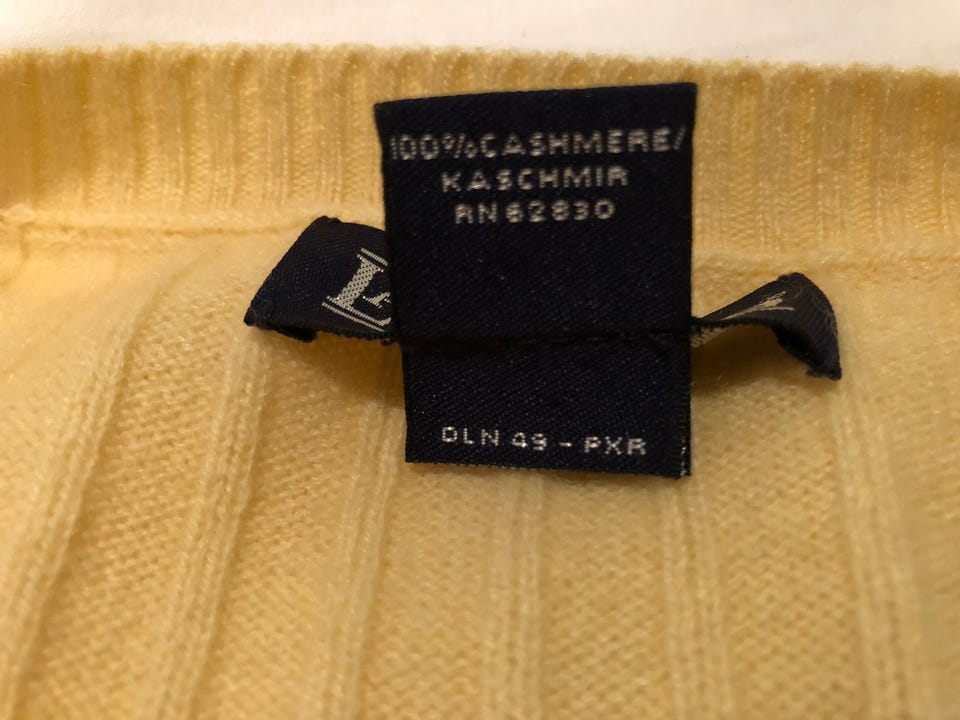 100% CASHMERE/
KASCHMIR
RN 62830
DLN 49 - PXR